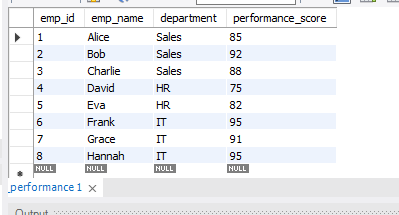 emp_id emp_name department performance_score
1 Alice Sales 85
2 Bob Sales 92
3 Charlie Sales 88
4 David HR 75
5 Eva HR 82
6 Frank IT 95
7 Grace IT 91
8 Hannah IT 95
NULL NULL NULL NULL
_performance 1
Output